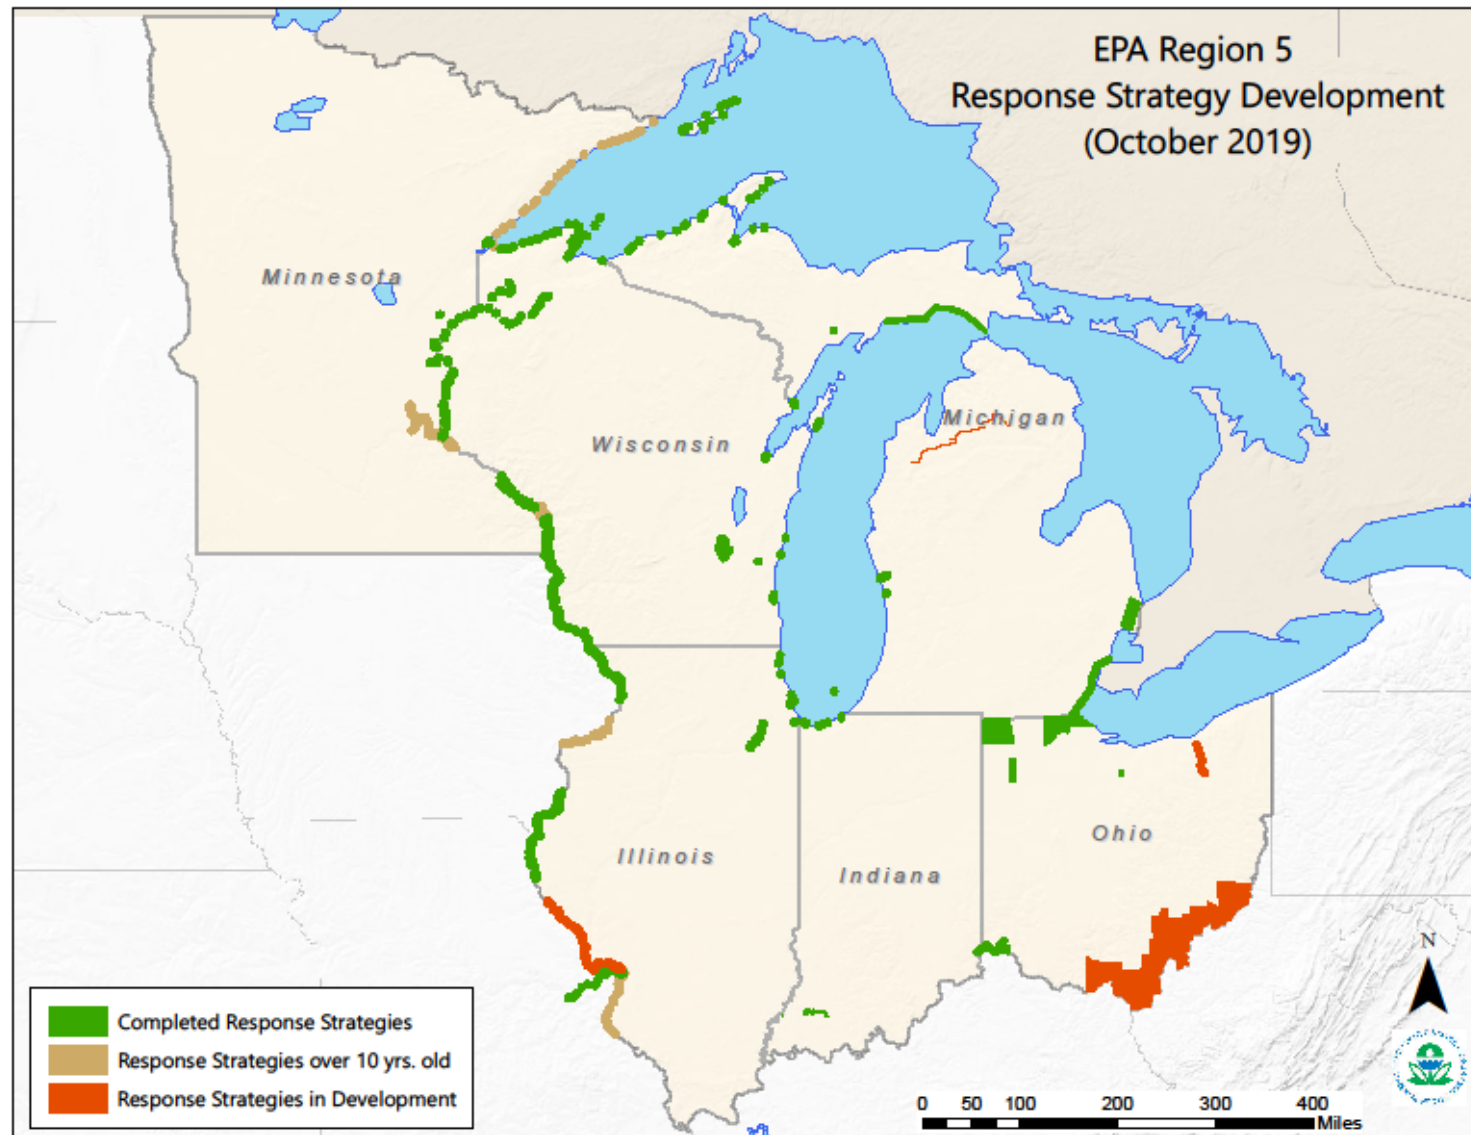 EPA Region 5
Response Strategy Development
(October 2019)
Minnesota
Michigan
Wisconsin
Ohio
Illinois
Indiana
N
Completed Response Strategies
Response Strategies over 10 yrs. old
Response Strategies in Development
0 50 100 200 300 400
Miles